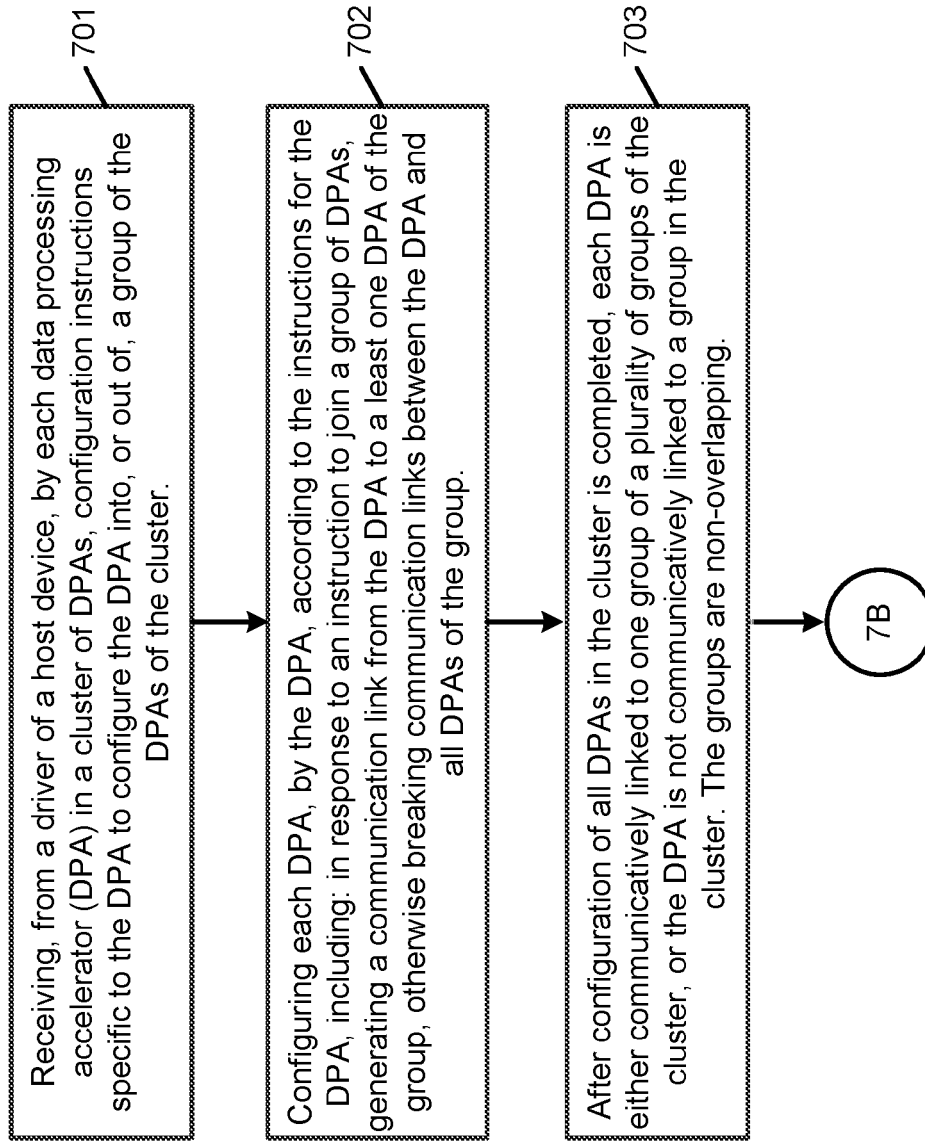 Receiving, from a driver of a host device, by each data processing
accelerator (DPA) in a cluster of DPAs, configuration instructions
specific to the DPA to configure the DPA into, or out of, a group of the
DPAs of the cluster.
701
Configuring each DPA, by the DPA, according to the instructions for the
DPA, including: in response to an instruction to join a group of DPAs,
generating a communication link from the DPA to a least one DPA of the
group, otherwise breaking communication links between the DPA and
all DPAs of the group.
702
After configuration of all DPAs in the cluster is completed, each DPA is
either communicatively linked to one group of a plurality of groups of the
cluster, or the DPA is not communicatively linked to a group in the
cluster. The groups are non-overlapping.
703
7B